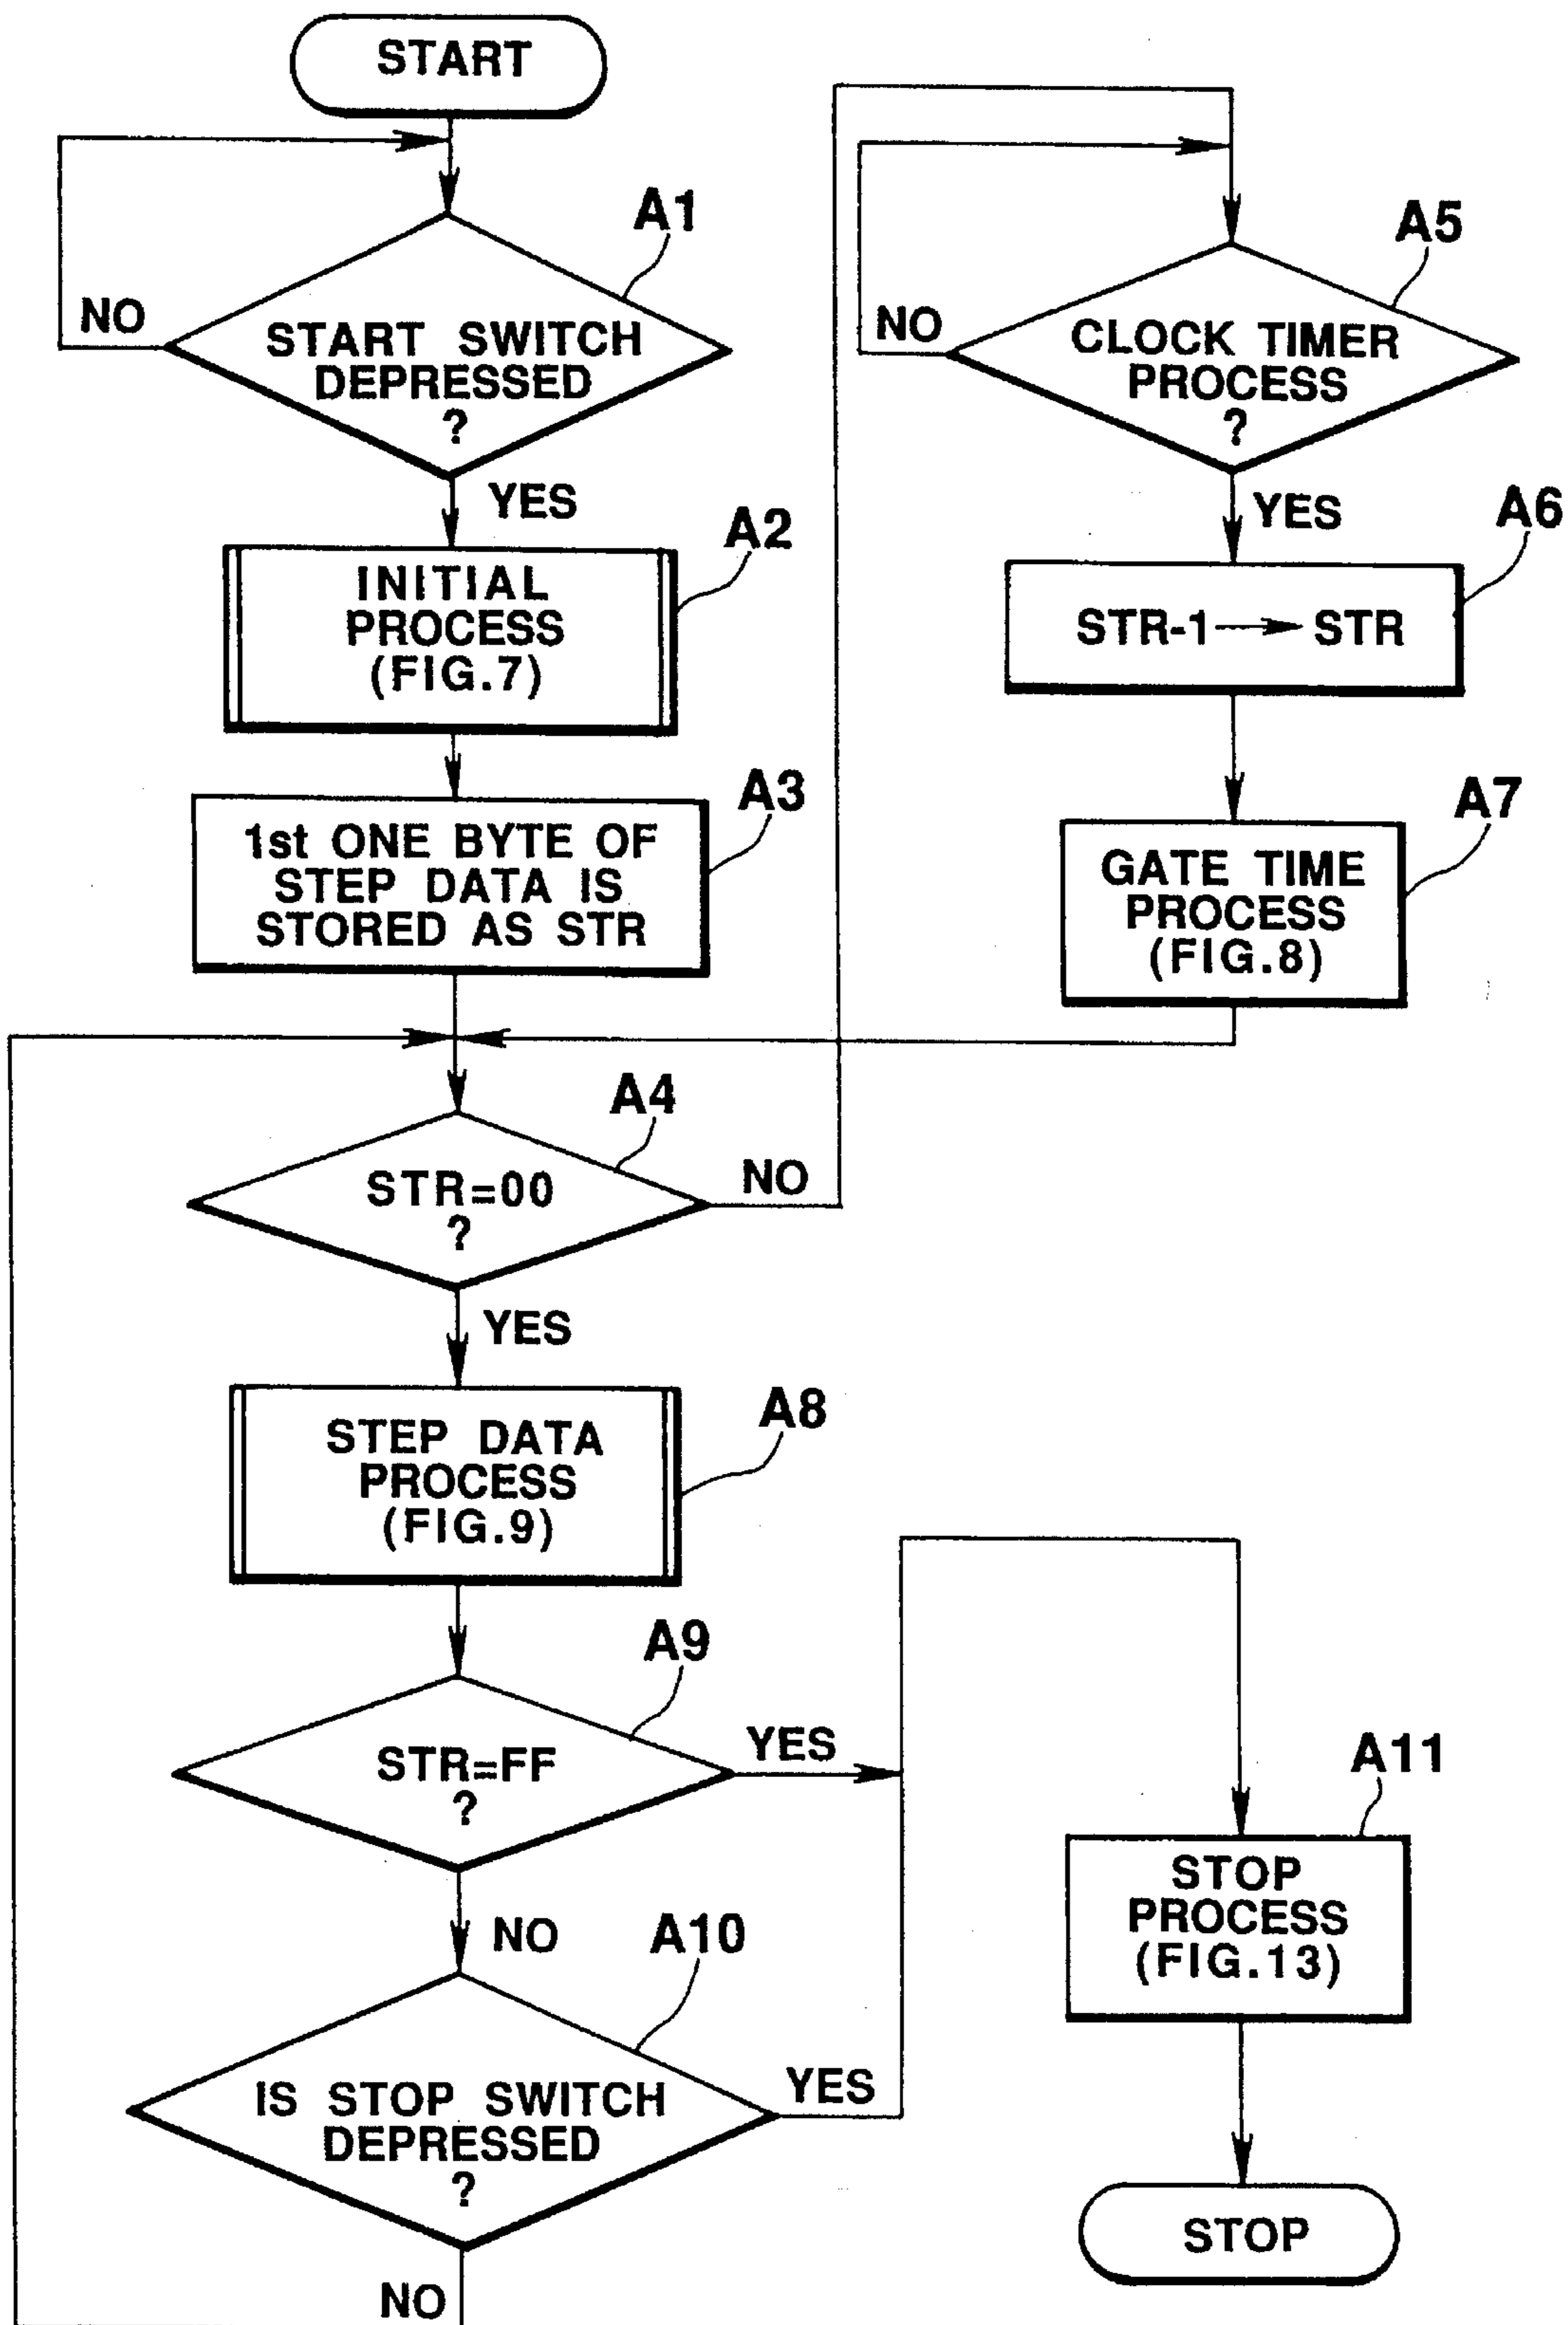 START
A1
NO
START SWITCH
DEPRESSED
?
YES
A2
INITIAL
PROCESS
(FIG.7)
A3
1st ONE BYTE OF
STEP DATA IS
STORED AS STR
A4
STR=00
?
NO
YES
A5
NO
CLOCK TIMER
PROCESS
?
YES
A6
STR-1 → STR
A7
GATE TIME
PROCESS
(FIG.8)
A8
STEP DATA
PROCESS
(FIG.9)
A9
STR=FF
?
YES
NO
A10
IS STOP SWITCH
DEPRESSED
?
YES
NO
A11
STOP
PROCESS
(FIG.13)
STOP